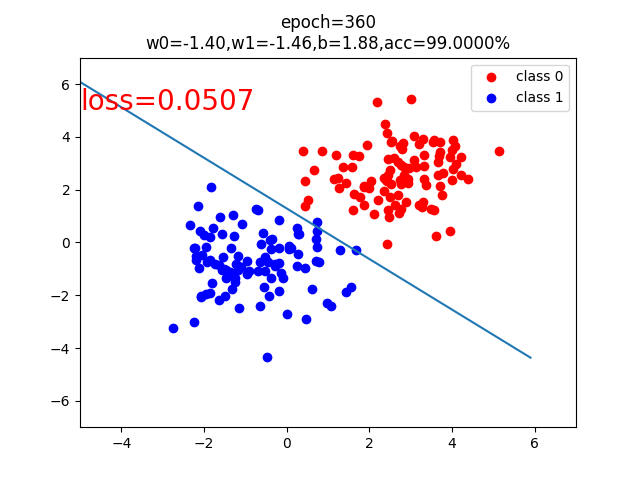 epoch=360
w0=-1.40,w1=-1.46,b=1.88,acc=99.0000%
loss=0.0507
class 0
class 1
6
4
2
0
−2
−4
−6
−4
−2
0
2
4
6